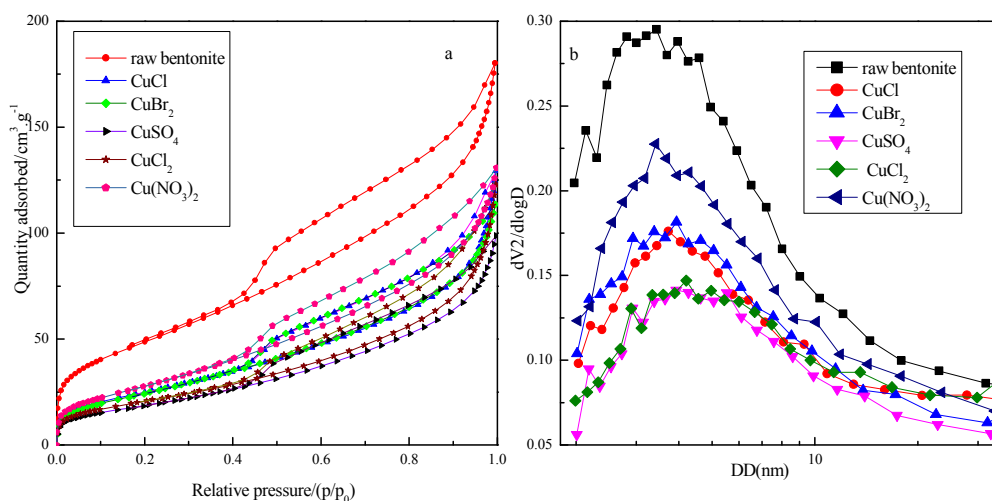 200
150
100
50
0
Quantity adsorbed/cm³.g⁻¹
raw bentonite
CuCl
CuBr₂
CuSO₄
CuCl₂
Cu(NO₃)₂
a
0.0 0.2 0.4 0.6 0.8 1.0
Relative pressure/(p/p₀)
0.30
0.25
0.20
0.15
0.10
0.05
dV2/dlogD
b
raw bentonite
CuCl
CuBr₂
CuSO₄
CuCl₂
Cu(NO₃)₂
10
DD(nm)